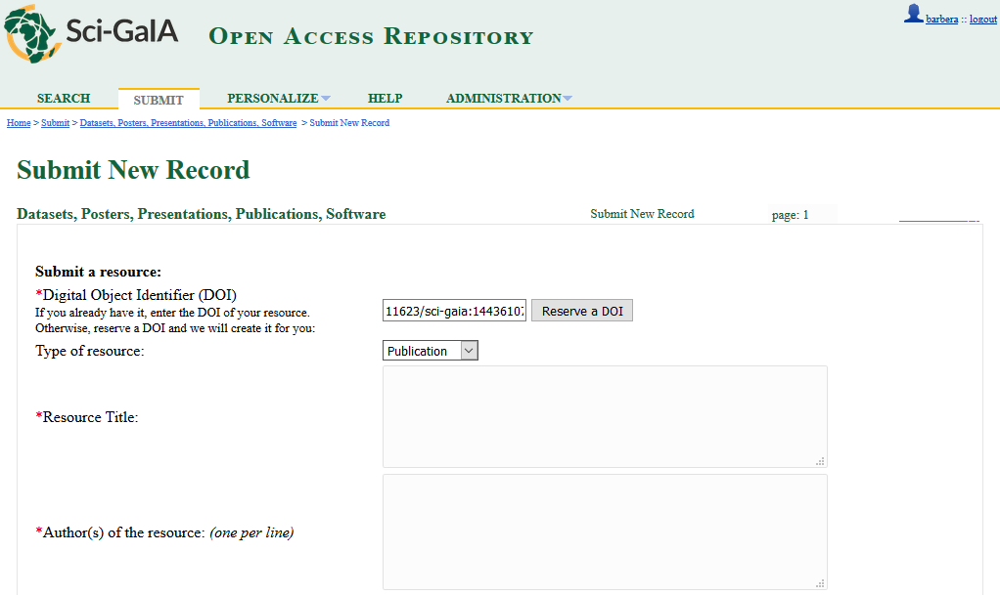 Sci-GaIA
OPEN ACCESS REPOSITORY
barbera :: logout
SEARCH SUBMIT PERSONALIZE HELP ADMINISTRATION
Home > Submit > Datasets, Posters, Presentations, Publications, Software > Submit New Record
Submit New Record
Datasets, Posters, Presentations, Publications, Software Submit New Record page: 1
Submit a resource:
*Digital Object Identifier (DOI)
If you already have it, enter the DOI of your resource.
11623/sci-gaia:1443610 Reserve a DOI
Otherwise, reserve a DOI and we will create it for you:
Type of resource: Publication
*Resource Title:
*Author(s) of the resource: (one per line)